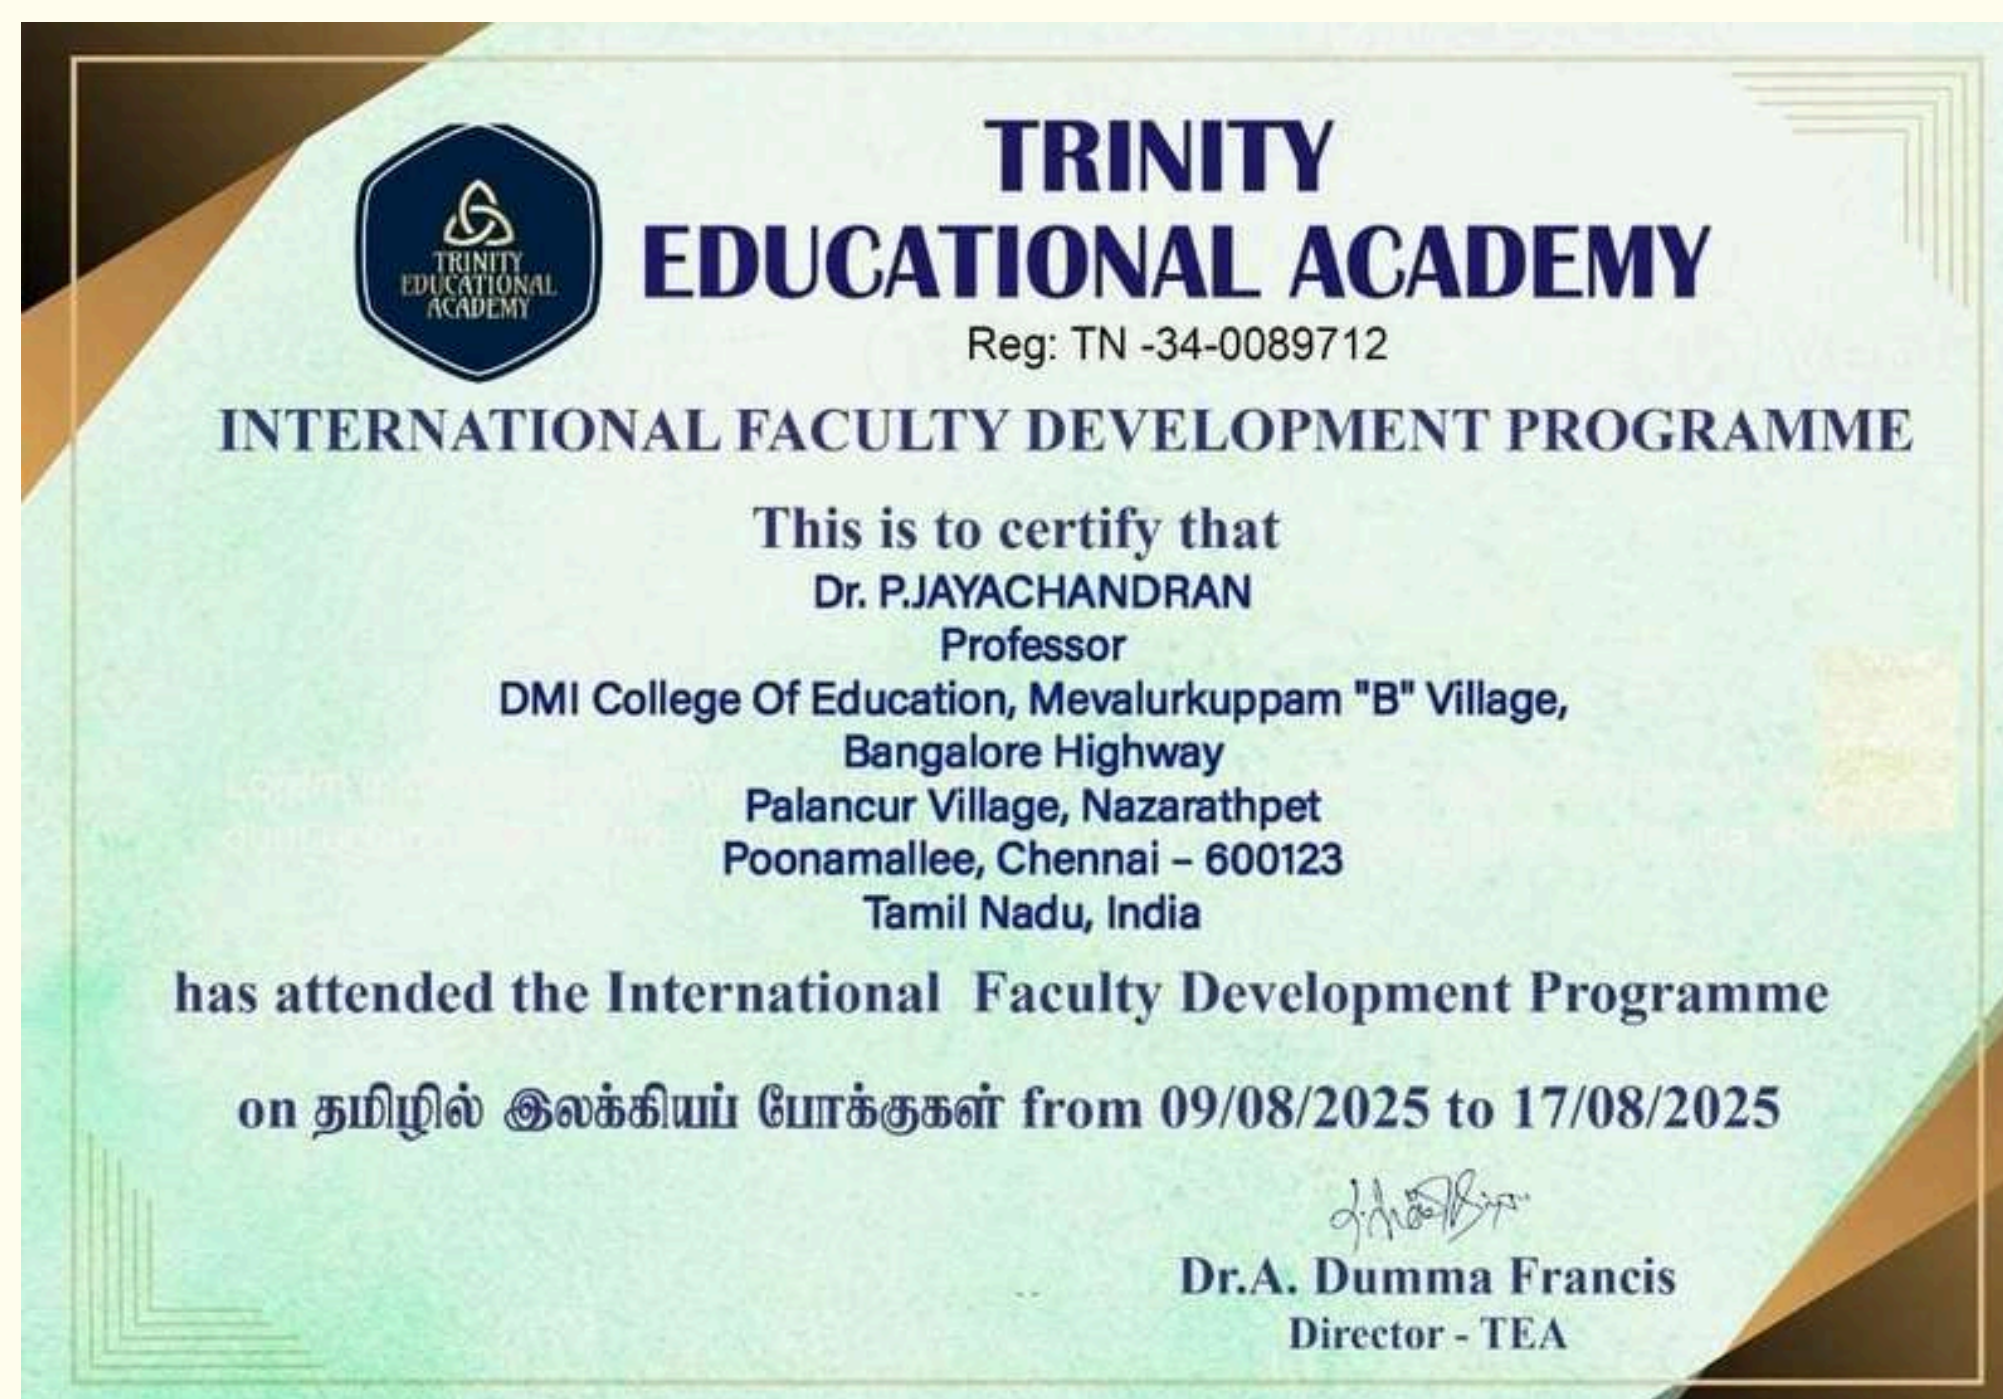 TRINITY
EDUCATIONAL ACADEMY
TRINITY
EDUCATIONAL
ACADEMY
Reg: TN -34-0089712
INTERNATIONAL FACULTY DEVELOPMENT PROGRAMME
This is to certify that
Dr. P.JAYACHANDRAN
Professor
DMI College Of Education, Mevalurkuppam "B" Village,
Bangalore Highway
Palancur Village, Nazarathpet
Poonamallee, Chennai – 600123
Tamil Nadu, India
has attended the International Faculty Development Programme
on தமிழில் இலக்கியப் போக்குகள் from 09/08/2025 to 17/08/2025
Dr.A. Dumma Francis
Director - TEA